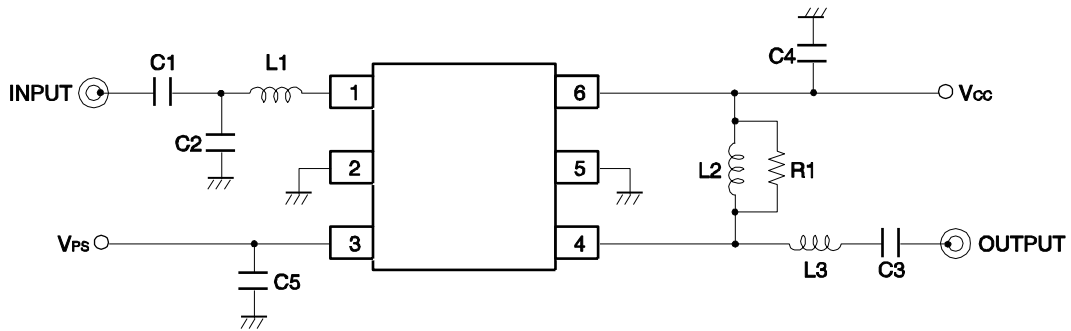 C1
L1
C4
INPUT
1
6
VCC
C2
2
5
L2
R1
VPS
3
4
OUTPUT
C5
L3
C3